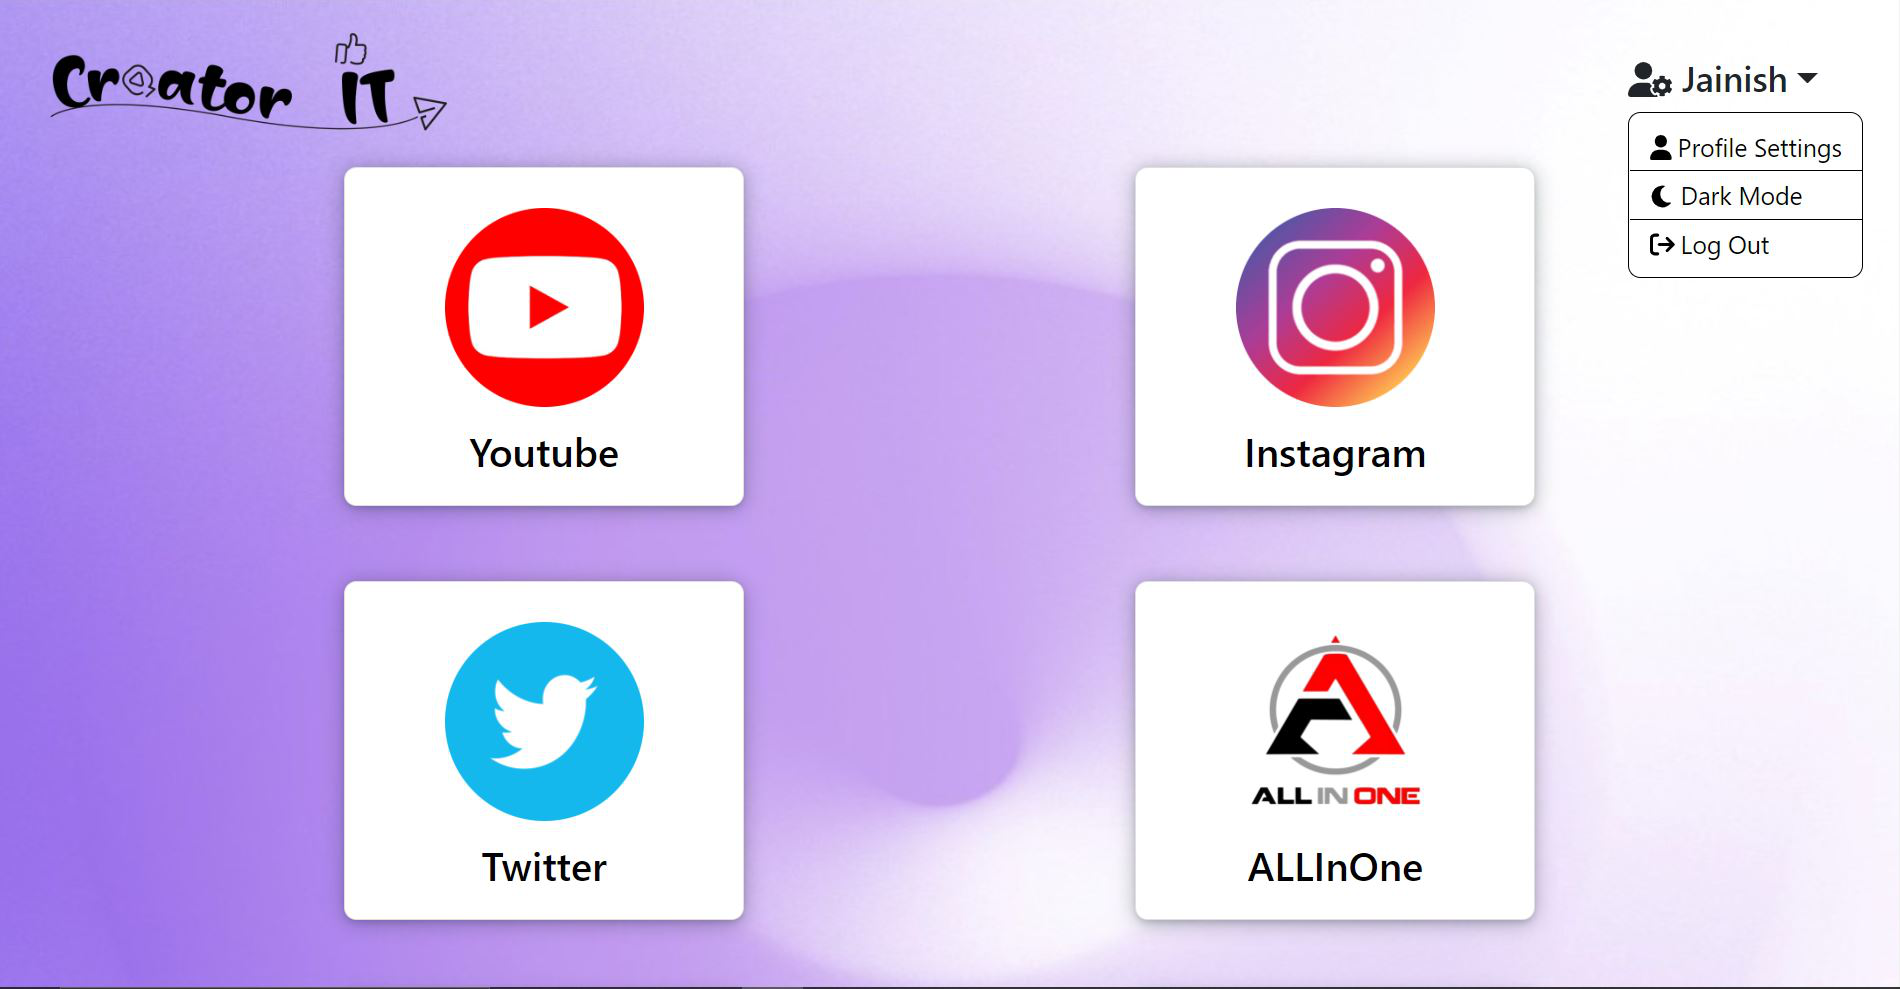 Creator IT
Jainish
Profile Settings
Dark Mode
Log Out
Youtube
Instagram
Twitter
ALL IN ONE
ALLInOne